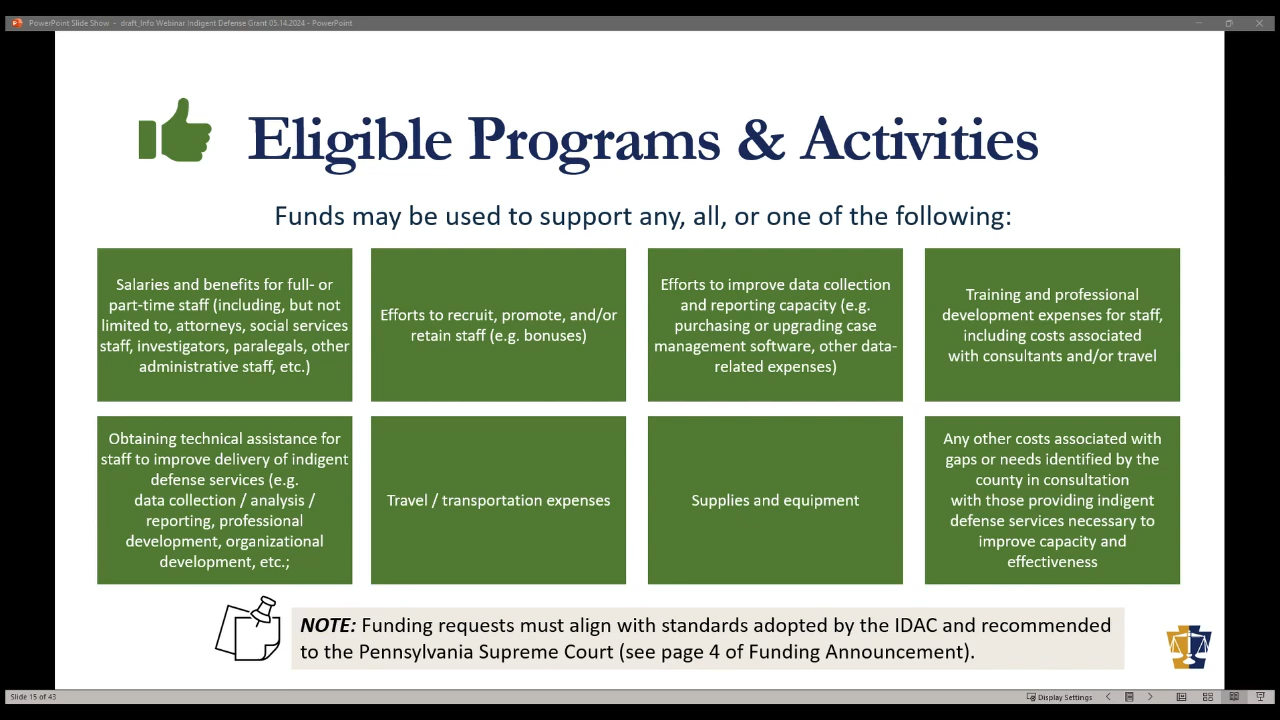 PowerPoint Slide Show - draft_Info Webinar Indigent Defense Grant 05.14.2024 - PowerPoint
Eligible Programs & Activities
Funds may be used to support any, all, or one of the following:
Salaries and benefits for full- or
part-time staff (including, but not
limited to, attorneys, social services
staff, investigators, paralegals, other
administrative staff, etc.)
Efforts to recruit, promote, and/or
retain staff (e.g. bonuses)
Efforts to improve data collection
and reporting capacity (e.g.
purchasing or upgrading case
management software, other data-
related expenses)
Training and professional
development expenses for staff,
including costs associated
with consultants and/or travel
Obtaining technical assistance for
staff to improve delivery of indigent
defense services (e.g.
data collection / analysis /
reporting, professional
development, organizational
development, etc.;
Travel / transportation expenses
Supplies and equipment
Any other costs associated with
gaps or needs identified by the
county in consultation
with those providing indigent
defense services necessary to
improve capacity and
effectiveness
NOTE: Funding requests must align with standards adopted by the IDAC and recommended
to the Pennsylvania Supreme Court (see page 4 of Funding Announcement).
Slide 15 of 43
Display Settings